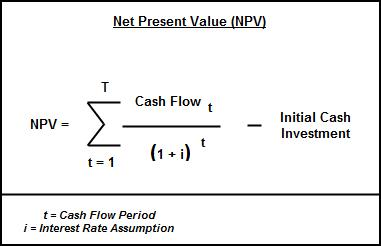 Net Present Value (NPV)
T
NPV = ∑ Cash Flow t / (1 + i) t — Initial Cash Investment
t = 1
t = Cash Flow Period
i = Interest Rate Assumption